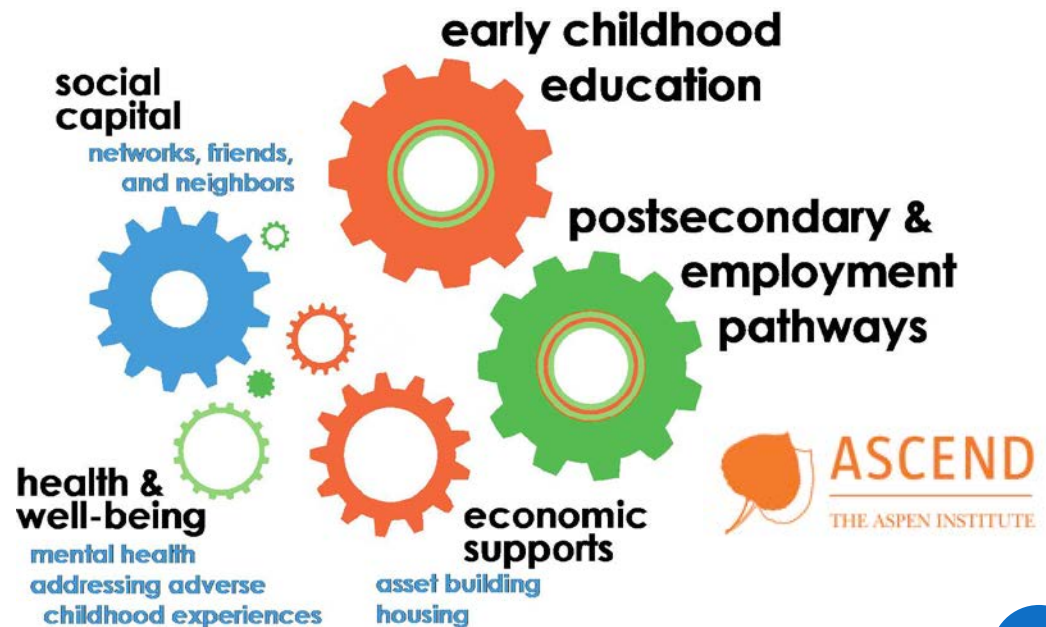 early childhood
education
social
capital
networks, friends,
and neighbors
postsecondary &
employment
pathways
health &
well-being
mental health
addressing adverse
childhood experiences
economic
supports
asset building
housing
ASCEND
THE ASPEN INSTITUTE